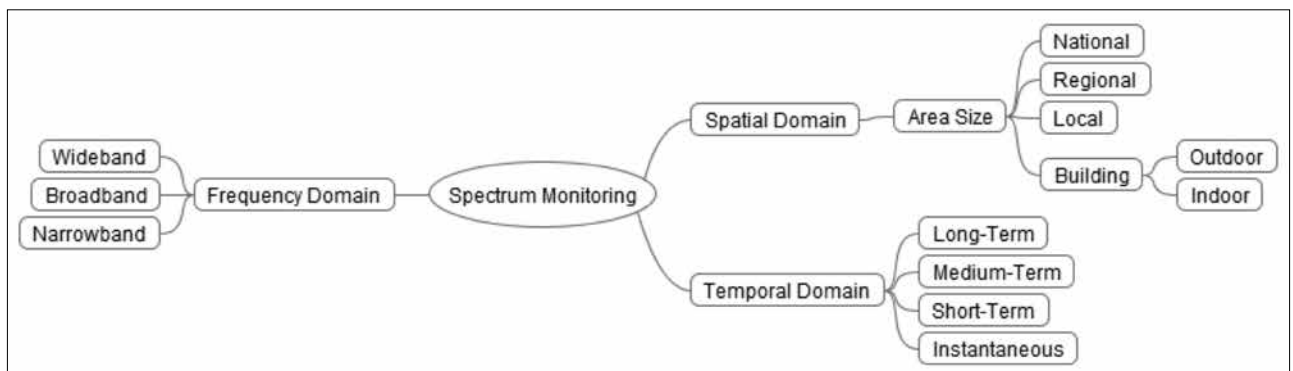 National
Regional
Spatial Domain
Area Size
Local
Wideband
Outdoor
Building
Broadband
Frequency Domain
Spectrum Monitoring
Indoor
Narrowband
Long-Term
Medium-Term
Temporal Domain
Short-Term
Instantaneous